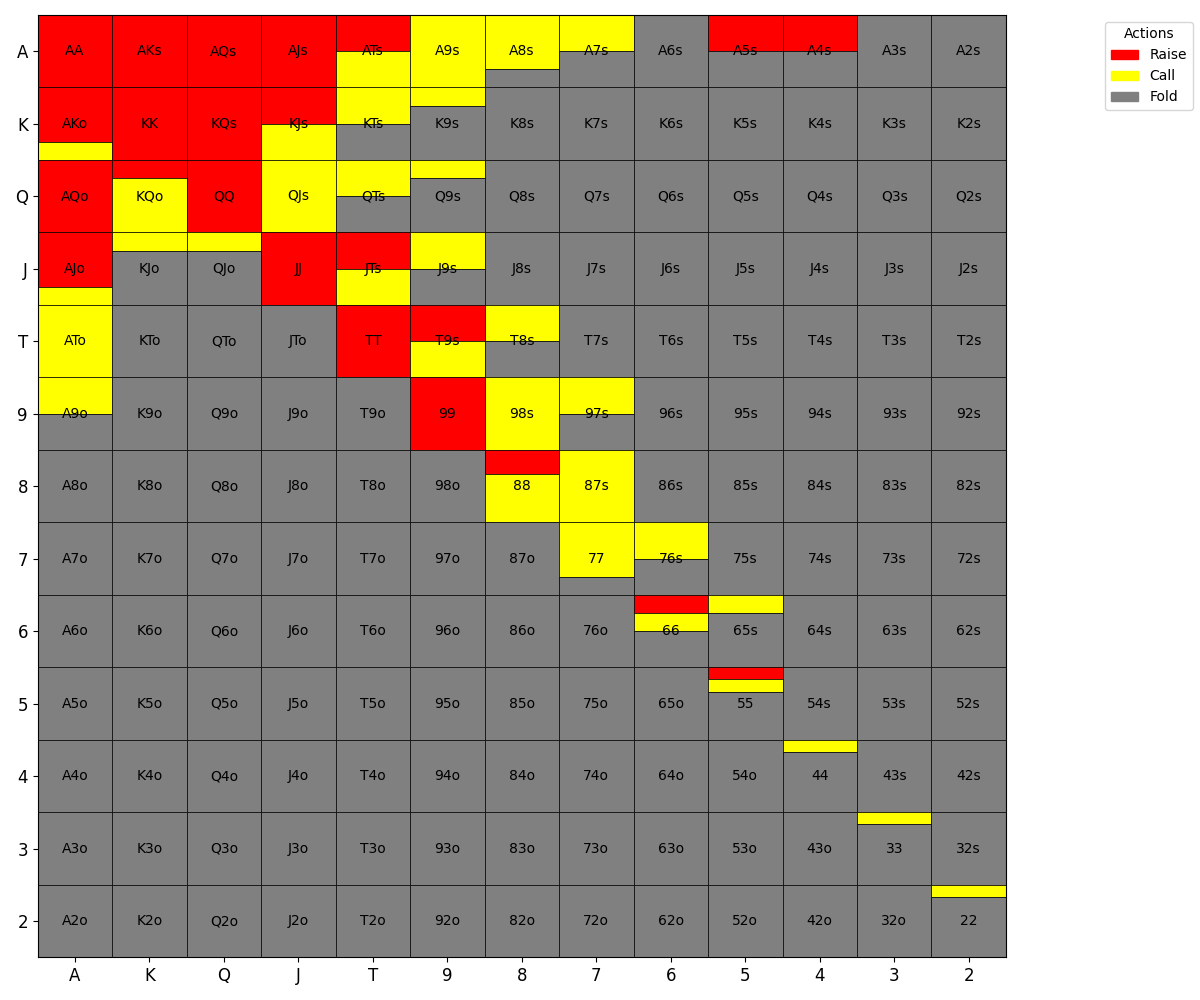 Actions
Raise
Call
Fold
A AA AKs AQs AJs ATs A9s A8s A7s A6s A5s A4s A3s A2s
K AKo KK KQs KJs KTs K9s K8s K7s K6s K5s K4s K3s K2s
Q AQo KQo QQ QJs QTs Q9s Q8s Q7s Q6s Q5s Q4s Q3s Q2s
J AJo KJo QJo JJ JTs J9s J8s J7s J6s J5s J4s J3s J2s
T ATo KTo QTo JTo TT T9s T8s T7s T6s T5s T4s T3s T2s
9 A9o K9o Q9o J9o T9o 99 98s 97s 96s 95s 94s 93s 92s
8 A8o K8o Q8o J8o T8o 98o 88 87s 86s 85s 84s 83s 82s
7 A7o K7o Q7o J7o T7o 97o 87o 77 76s 75s 74s 73s 72s
6 A6o K6o Q6o J6o T6o 96o 86o 76o 66 65s 64s 63s 62s
5 A5o K5o Q5o J5o T5o 95o 85o 75o 65o 55 54s 53s 52s
4 A4o K4o Q4o J4o T4o 94o 84o 74o 64o 54o 44 43s 42s
3 A3o K3o Q3o J3o T3o 93o 83o 73o 63o 53o 43o 33 32s
2 A2o K2o Q2o J2o T2o 92o 82o 72o 62o 52o 42o 32o 22
A K Q J T 9 8 7 6 5 4 3 2